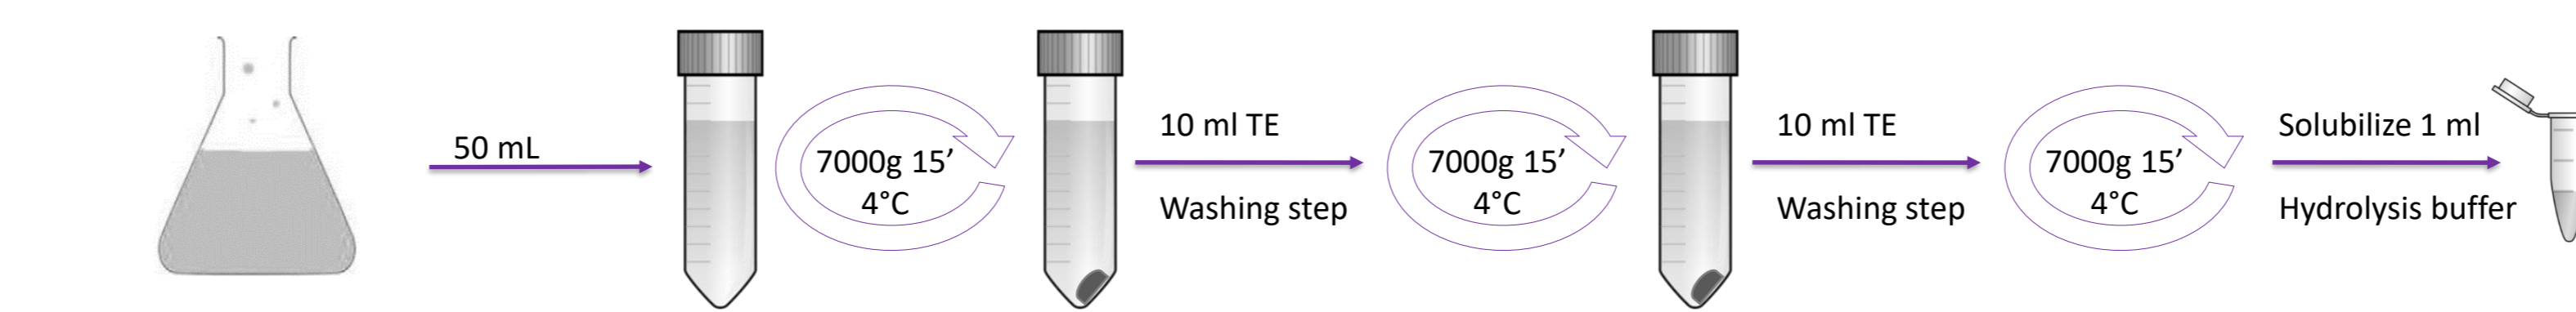 50 mL
7000g 15’
4°C
10 ml TE
Washing step
7000g 15’
4°C
10 ml TE
Washing step
7000g 15’
4°C
Solubilize 1 ml
Hydrolysis buffer